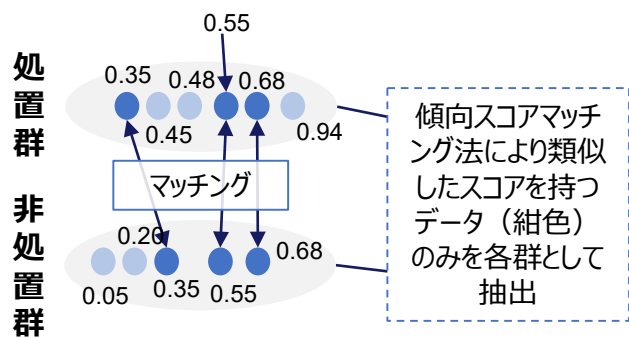 0.55
処置群
0.35
0.48
0.68
0.45
0.94
マッチング
非処置群
0.20
0.68
0.05
0.35
0.55
傾向スコアマッチ
ング法により類似
したスコアを持つ
データ（紺色）
のみを各群として
抽出